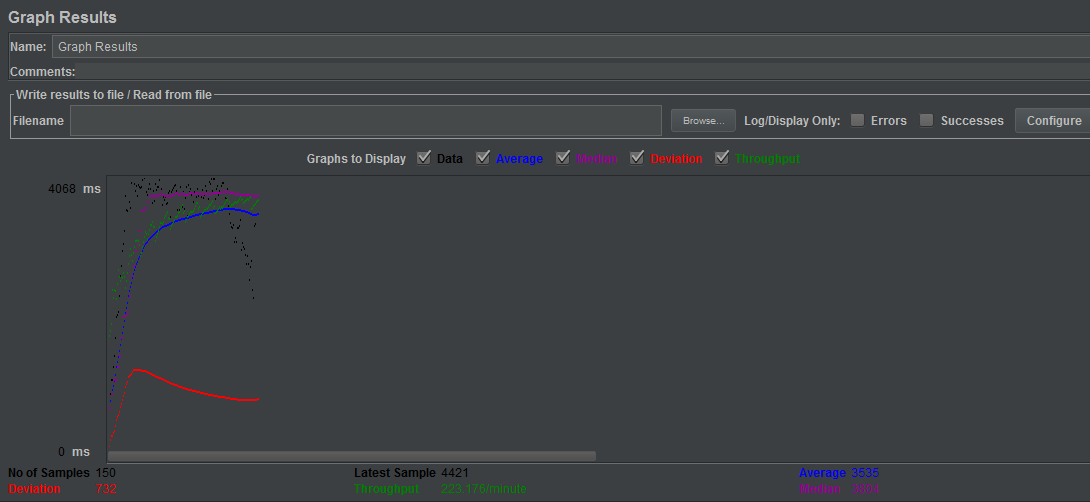 Graph Results
Name: Graph Results
Comments:
Write results to file / Read from file
Filename Browse... Log/Display Only: Errors Successes Configure
Graphs to Display Data Average Median Deviation Throughput
4068 ms
0 ms
No of Samples 150 Latest Sample 4421 Average 3535
Deviation 732 Throughput 223.176/minute Median